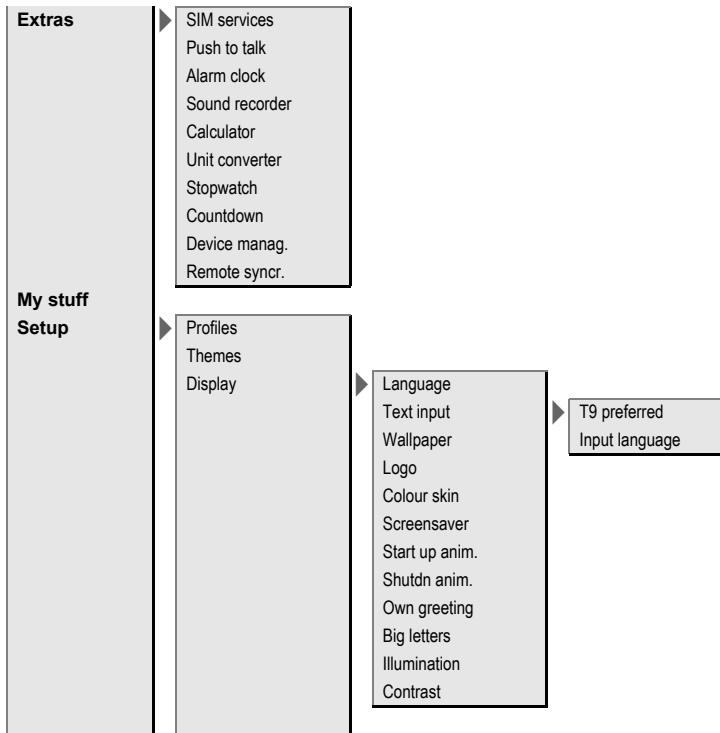 Extras
SIM services
Push to talk
Alarm clock
Sound recorder
Calculator
Unit converter
Stopwatch
Countdown
Device manag.
Remote syncr.
My stuff
Setup
Profiles
Themes
Display
Language
Text input
T9 preferred
Input language
Wallpaper
Logo
Colour skin
Screensaver
Start up anim.
Shutdn anim.
Own greeting
Big letters
Illumination
Contrast